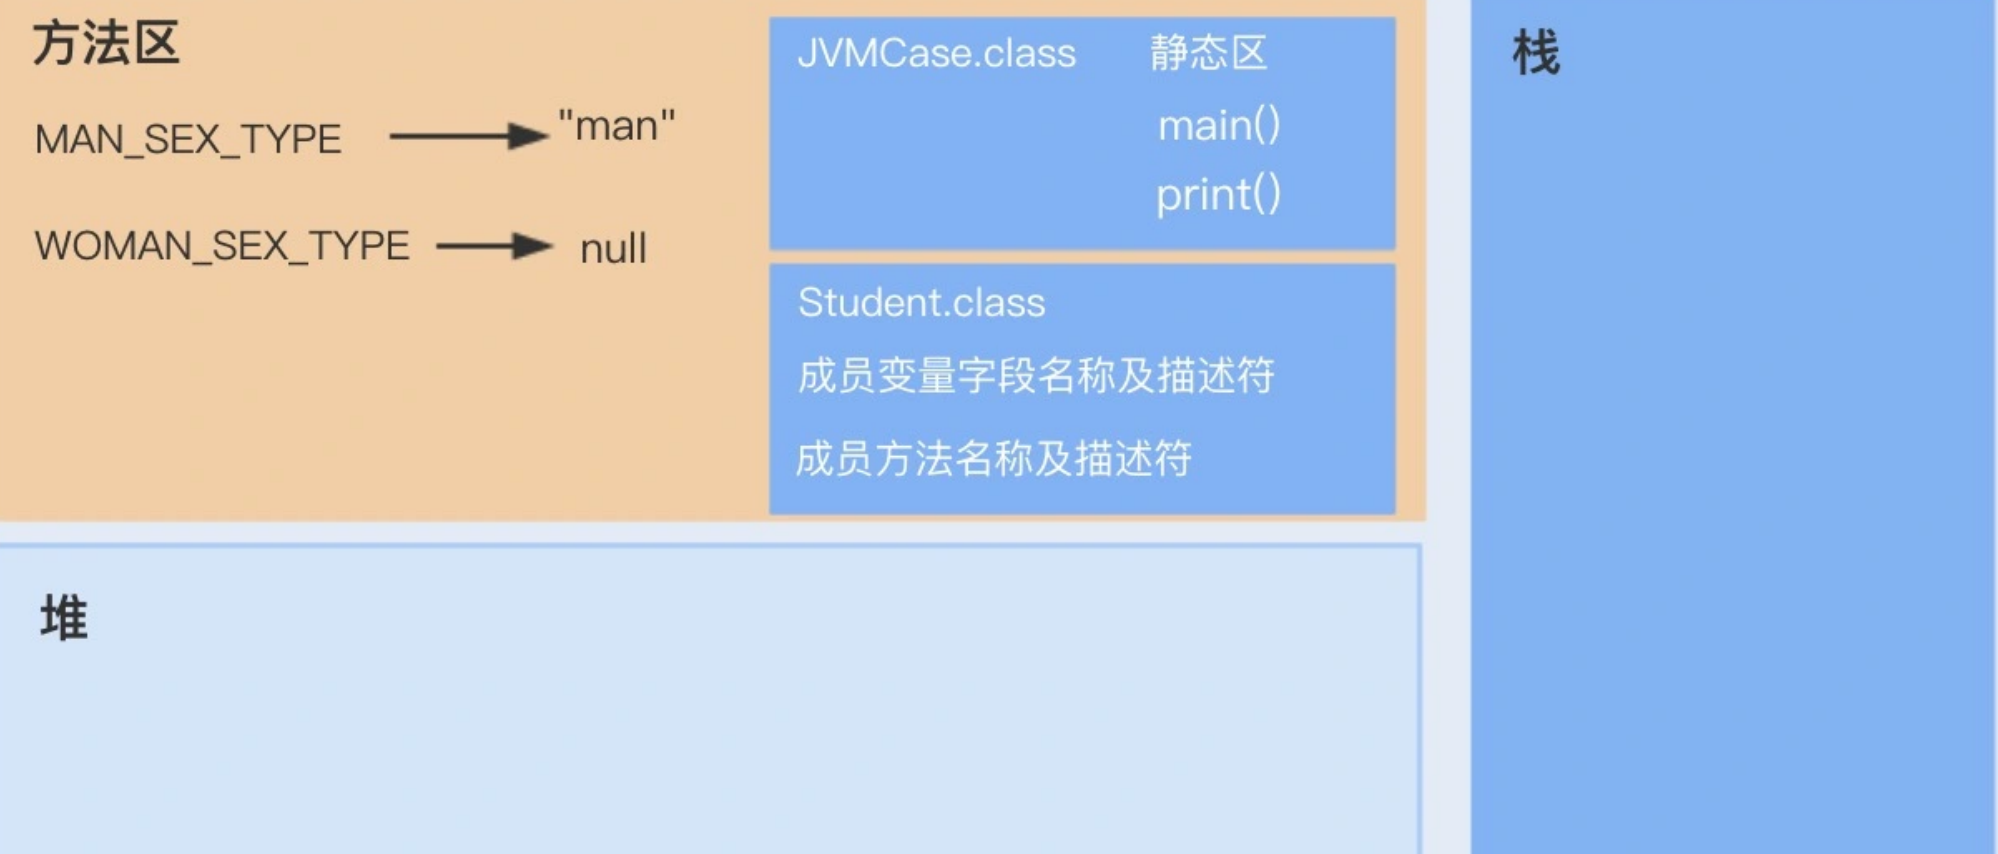 方法区
MAN_SEX_TYPE "man"
WOMAN_SEX_TYPE null
JVMCase.class 静态区
main()
print()
Student.class
成员变量字段名称及描述符
成员方法名称及描述符
堆
栈